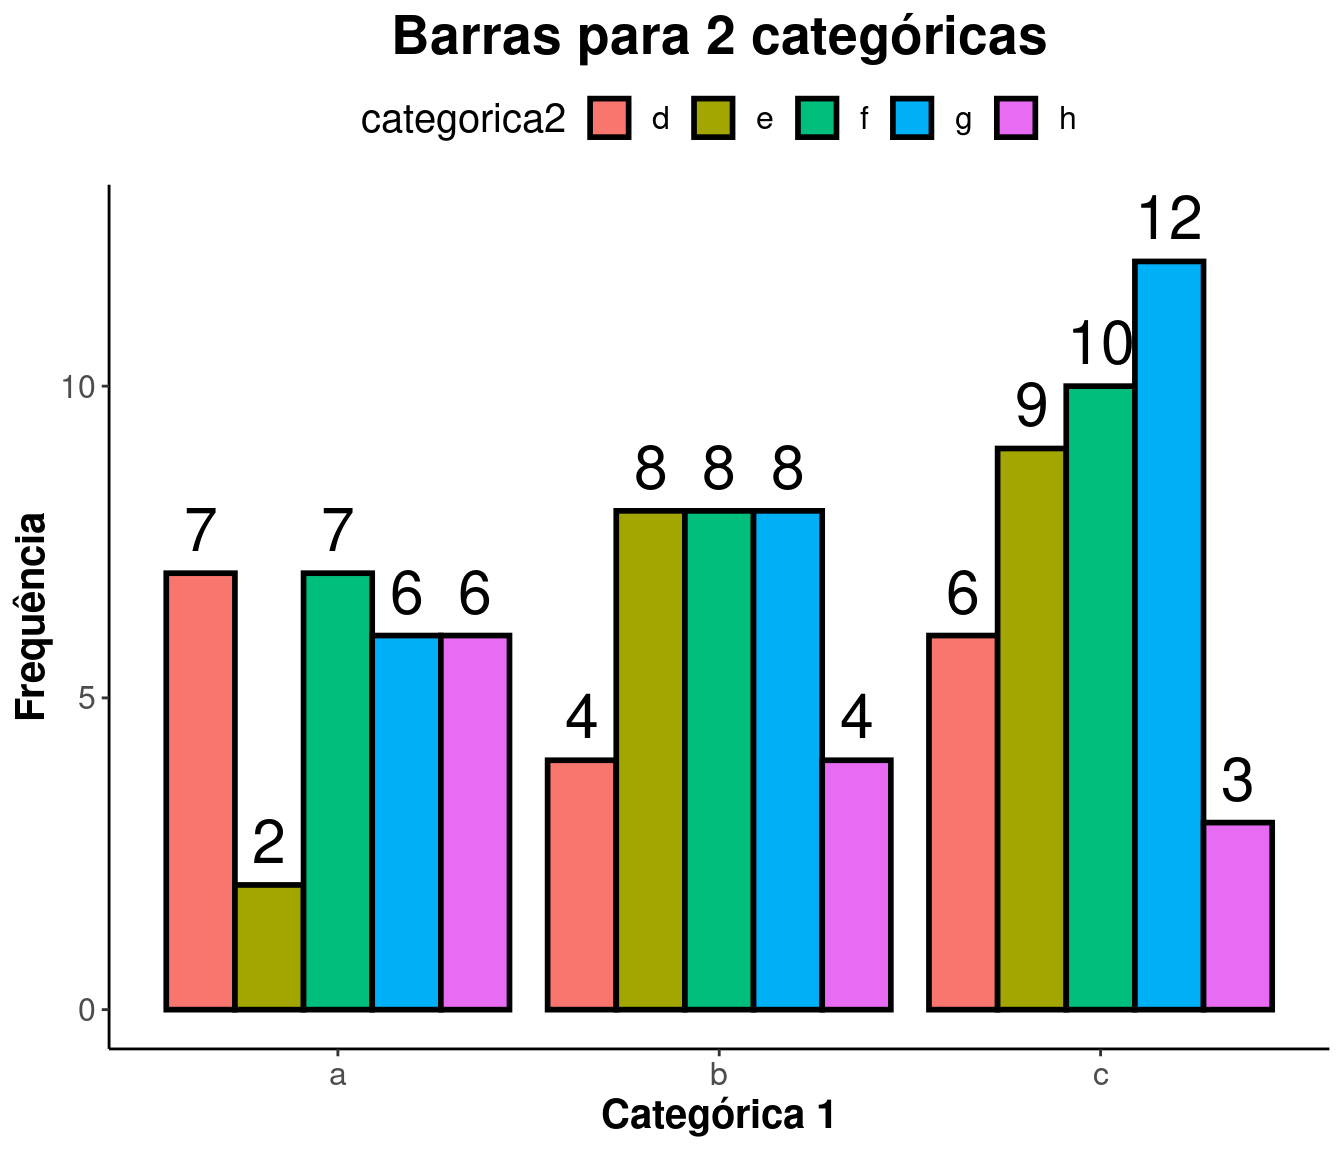 Barras para 2 categóricas
categorica2 d e f g h
Frequência
10
5
0
7 2 7 6 6
4 8 8 8 4
6 9 10 12 3
a b c
Categórica 1